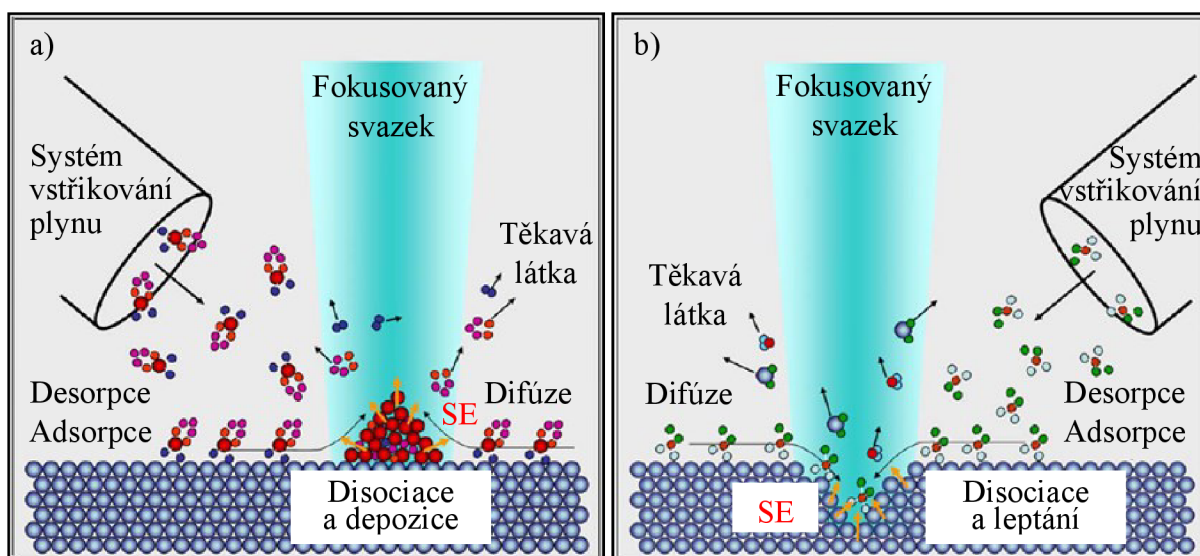 a)
Fokusovaný
svazek
Systém
vstřikování
plynu
Těkavá
látka
Desorpce
Adsorpce
Difúze
SE
Disociace
a depozice
b)
Fokusovaný
svazek
Systém
vstřikování
plynu
Těkavá
látka
Difúze
Desorpce
Adsorpce
SE
Disociace
a leptání